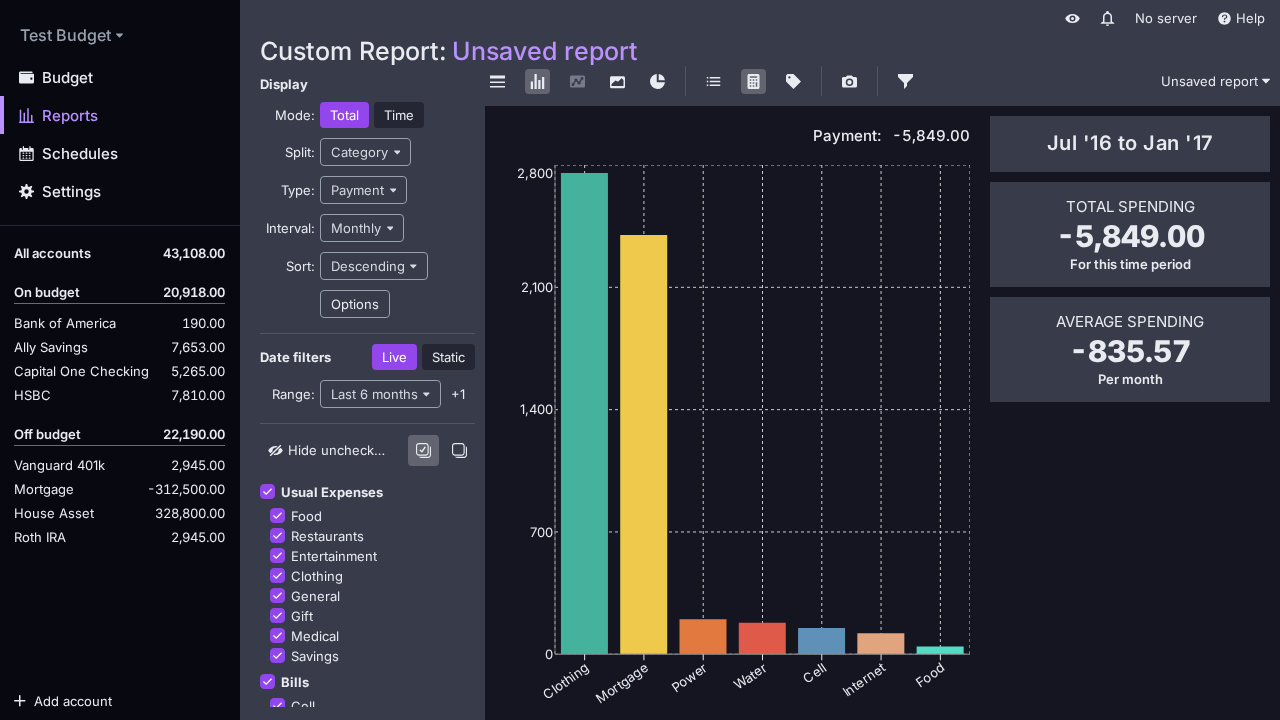 Test Budget
Budget
Reports
Schedules
Settings
All accounts 43,108.00
On budget 20,918.00
Bank of America 190.00
Ally Savings 7,653.00
Capital One Checking 5,265.00
HSBC 7,810.00
Off budget 22,190.00
Vanguard 401k 2,945.00
Mortgage -312,500.00
House Asset 328,800.00
Roth IRA 2,945.00
Add account
No server Help
Custom Report: Unsaved report
Display
Mode: Total Time
Split: Category
Type: Payment
Interval: Monthly
Sort: Descending
Options
Date filters Live Static
Range: Last 6 months +1
Hide uncheck...
Usual Expenses
Food
Restaurants
Entertainment
Clothing
General
Gift
Medical
Savings
Bills
Cell
Unsaved report
Payment: -5,849.00
2,800
2,100
1,400
700
0
Clothing
Mortgage
Power
Water
Cell
Internet
Food
Jul '16 to Jan '17
TOTAL SPENDING
-5,849.00
For this time period
AVERAGE SPENDING
-835.57
Per month